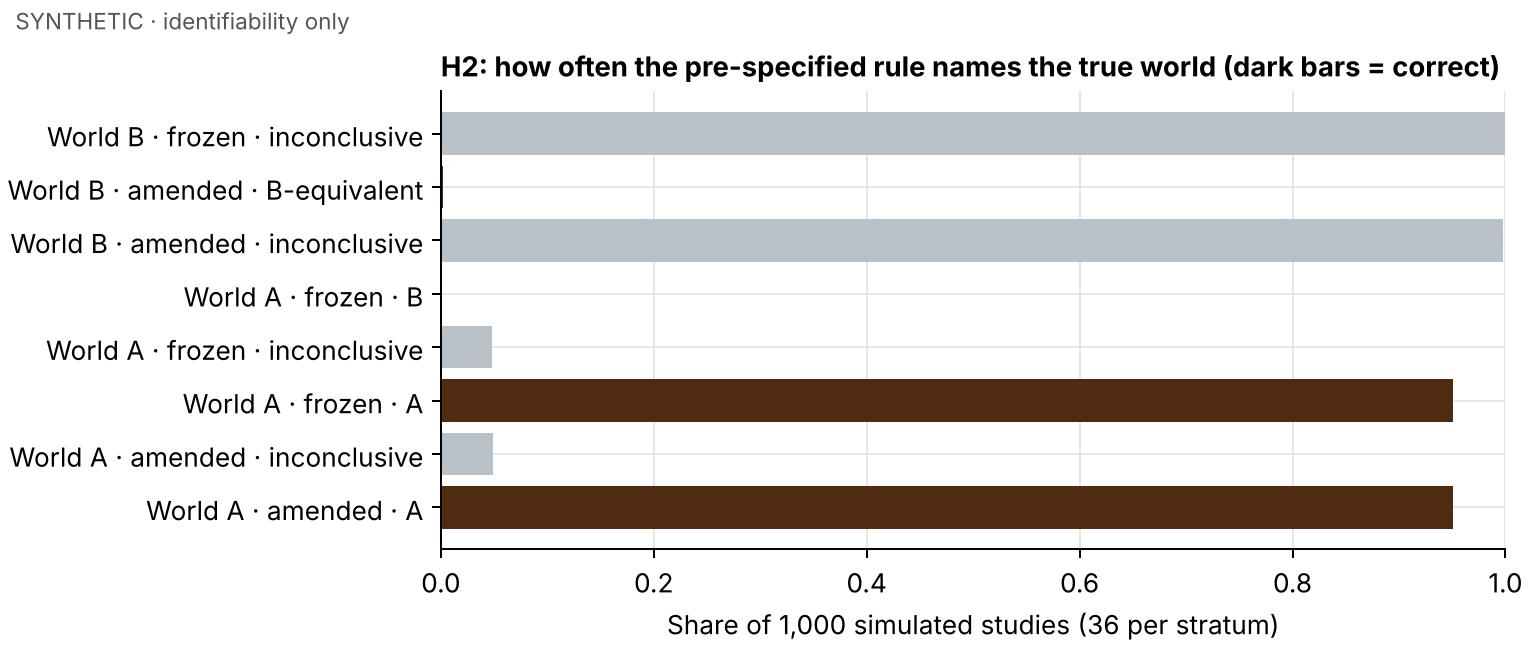 SYNTHETIC · identifiability only
H2: how often the pre-specified rule names the true world (dark bars = correct)
World B · frozen · inconclusive
World B · amended · B-equivalent
World B · amended · inconclusive
World A · frozen · B
World A · frozen · inconclusive
World A · frozen · A
World A · amended · inconclusive
World A · amended · A
0.0 0.2 0.4 0.6 0.8 1.0
Share of 1,000 simulated studies (36 per stratum)